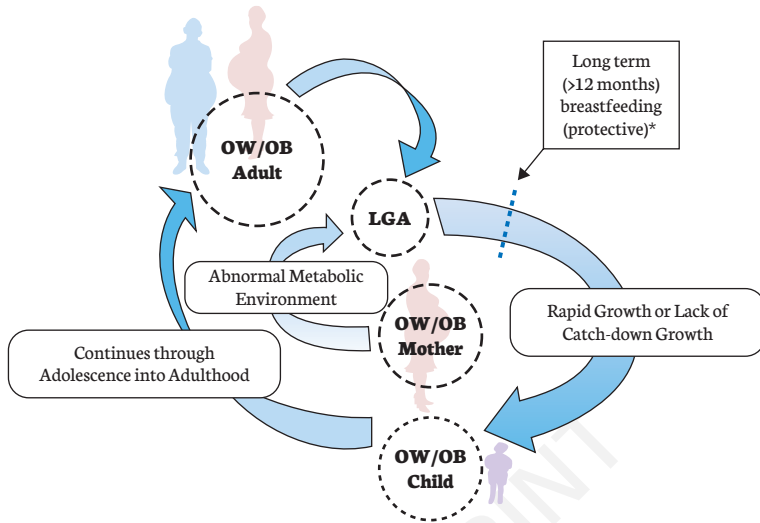 Long term
(>12 months)
breastfeeding
(protective)*
OW/OB
Adult
LGA
Abnormal Metabolic
Environment
OW/OB
Mother
Rapid Growth or Lack of
Catch-down Growth
Continues through
Adolescence into Adulthood
OW/OB
Child